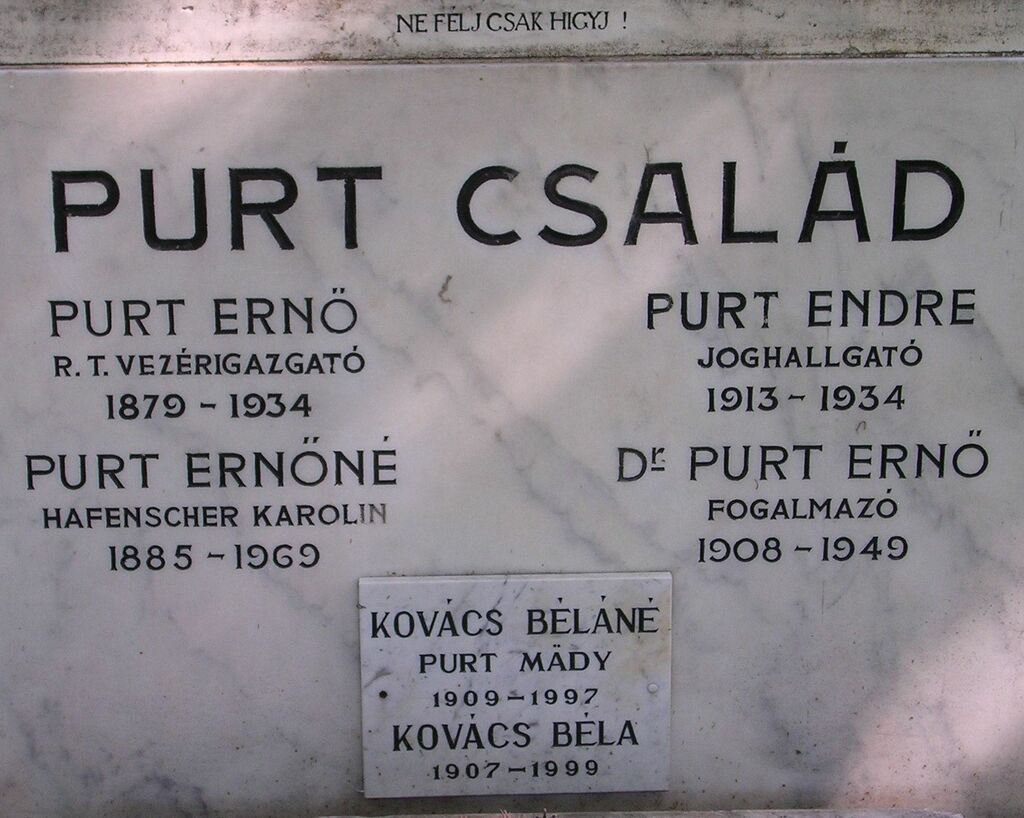 NE FÉLJ CSAK HIGYJ !
PURT CSALÁD
PURT ERNŐ
R. T. VEZÉRIGAZGATÓ
1879 - 1934
PURT ERNŐNÉ
HAFENSCHER KAROLIN
1885 - 1969
PURT ENDRE
JOGHALLGATÓ
1913 - 1934
Dr. PURT ERNŐ
FOGALMAZÓ
1908 - 1949
KOVÁCS BÉLÁNÉ
PURT MÄDY
1909 - 1997
KOVÁCS BÉLA
1907 - 1999